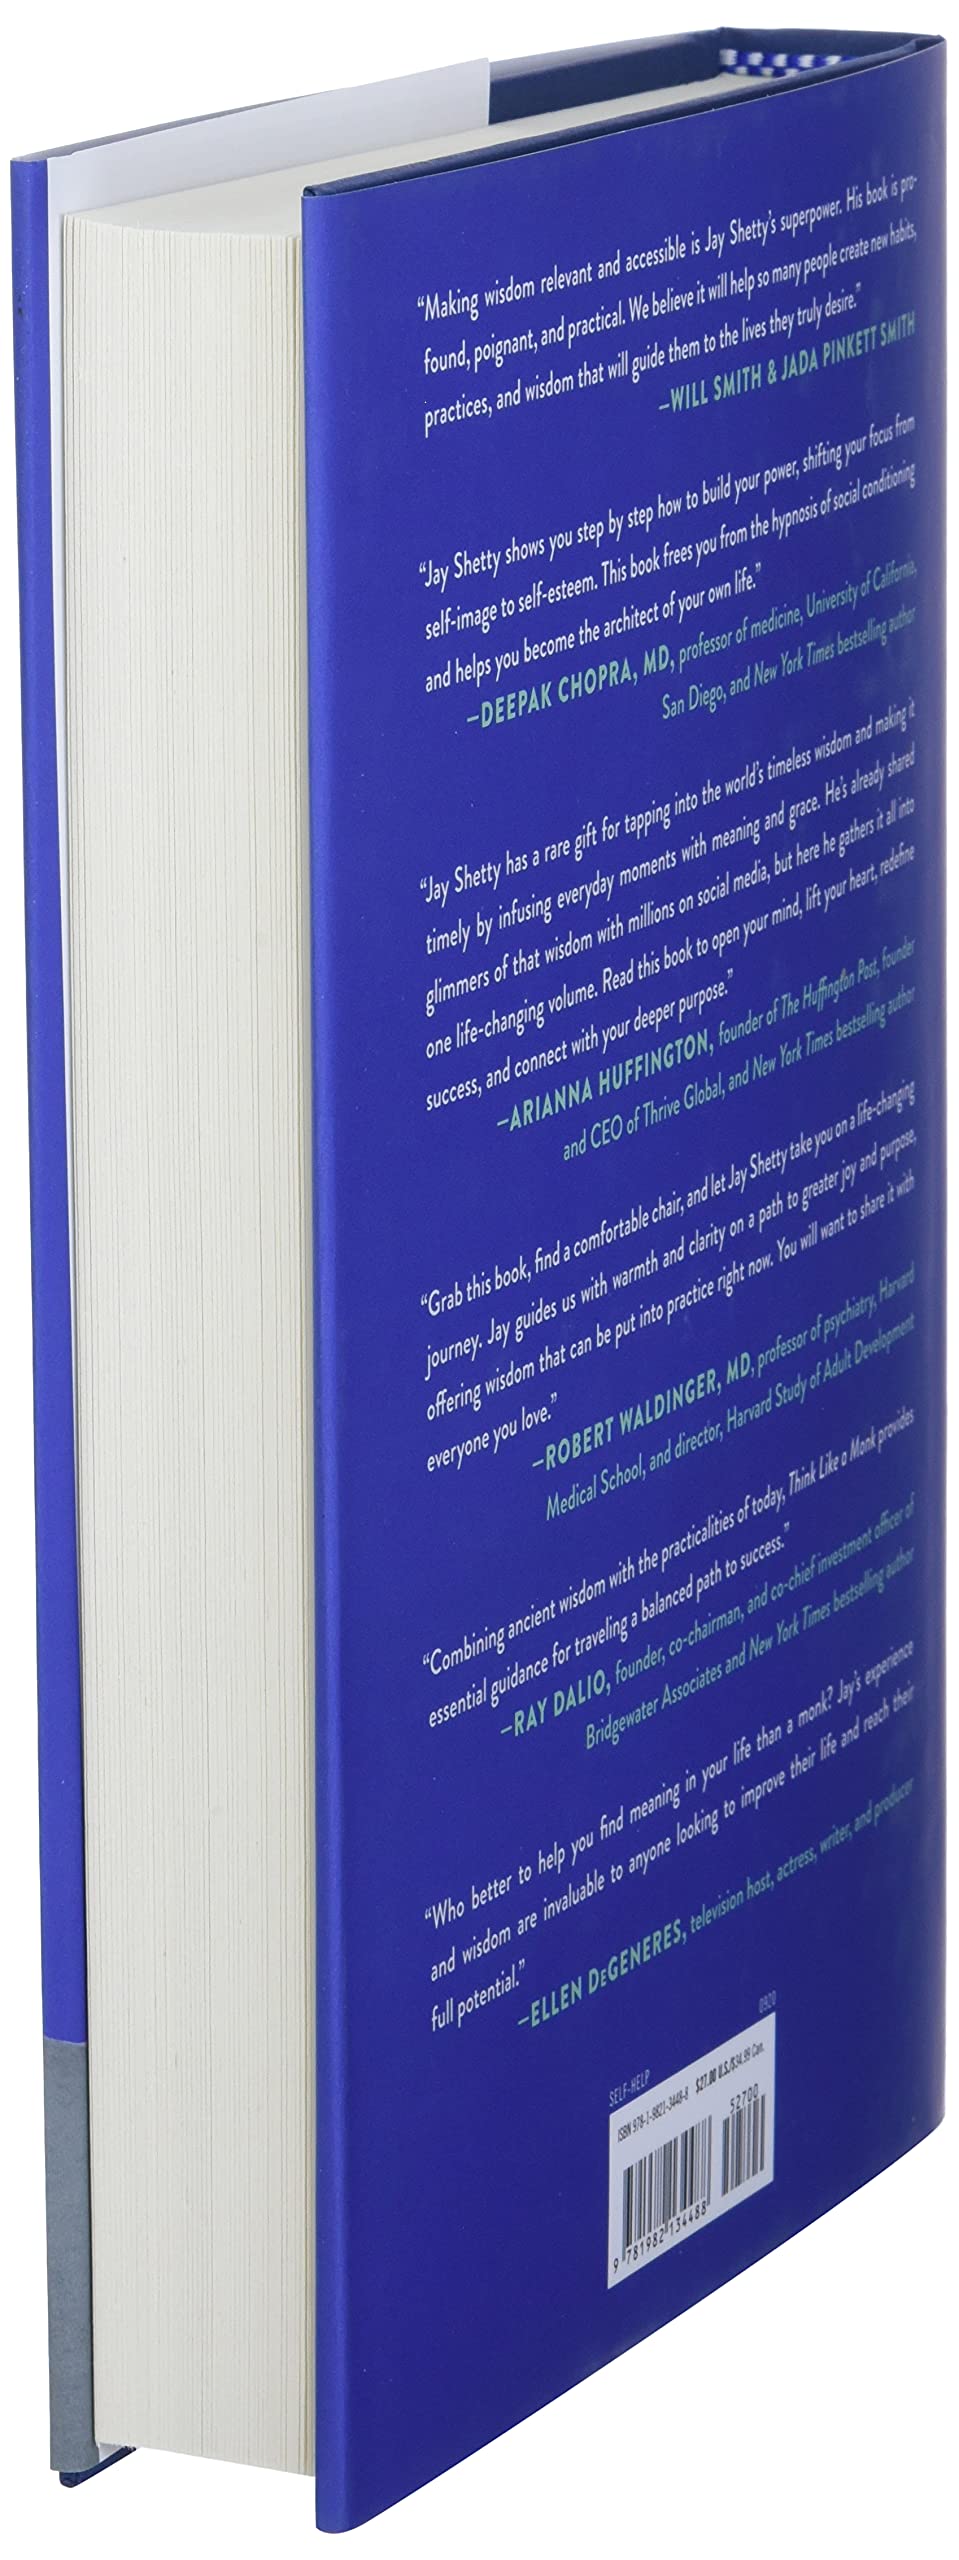 “Making wisdom relevant and accessible is Jay Shetty’s superpower. His book is pro-
found, poignant, and practical. We believe it will help so many people create new habits,
practices, and wisdom that will guide them to the lives they truly desire.”
—WILL SMITH & JADA PINKETT SMITH
“Jay Shetty shows you step by step how to build your power, shifting your focus from
self-image to self-esteem. This book frees you from the hypnosis of social conditioning
and helps you become the architect of your own life.”
—DEEPAK CHOPRA, MD, professor of medicine, University of California,
San Diego, and New York Times bestselling author
“Jay Shetty has a rare gift for tapping into the world’s timeless wisdom and making it
timely by infusing everyday moments with meaning and grace. He’s already shared
glimmers of that wisdom with millions on social media, but here he gathers it all into
one life-changing volume. Read this book to open your mind, lift your heart, redefine
success, and connect with your deeper purpose.”
—ARIANNA HUFFINGTON, founder of The Huffington Post, founder
and CEO of Thrive Global, and New York Times bestselling author
“Grab this book, find a comfortable chair, and let Jay Shetty take you on a life-changing
journey. Jay guides us with warmth and clarity on a path to greater joy and purpose,
offering wisdom that can be put into practice right now. You will want to share it with
everyone you love.”
—ROBERT WALDINGER, MD, professor of psychiatry, Harvard
Medical School, and director, Harvard Study of Adult Development
“Combining ancient wisdom with the practicalities of today, Think Like a Monk provides
essential guidance for traveling a balanced path to success.”
—RAY DALIO, founder, co-chairman, and co-chief investment officer of
Bridgewater Associates and New York Times bestselling author
“Who better to help you find meaning in your life than a monk? Jay’s experience
and wisdom are invaluable to anyone looking to improve their life and reach their
full potential.”
—ELLEN DeGENERES, television host, actress, writer, and producer
SELF-HELP 0920
ISBN 978-1-9821-3448-8 $27.00 U.S./$34.99 Can.
52700
9 781982 134488